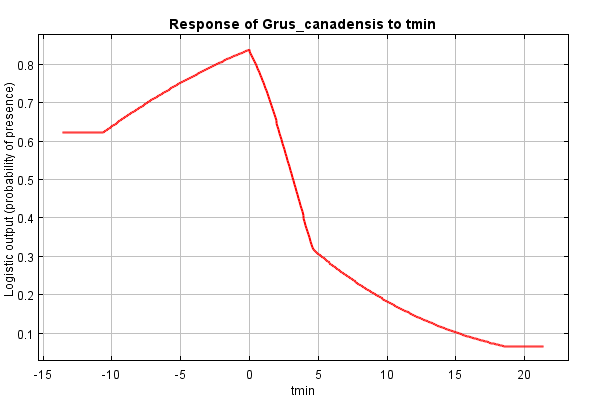 Response of Grus_canadensis to tmin
Logistic output (probability of presence)
0.8
0.7
0.6
0.5
0.4
0.3
0.2
0.1
-15 -10 -5 0 5 10 15 20
tmin